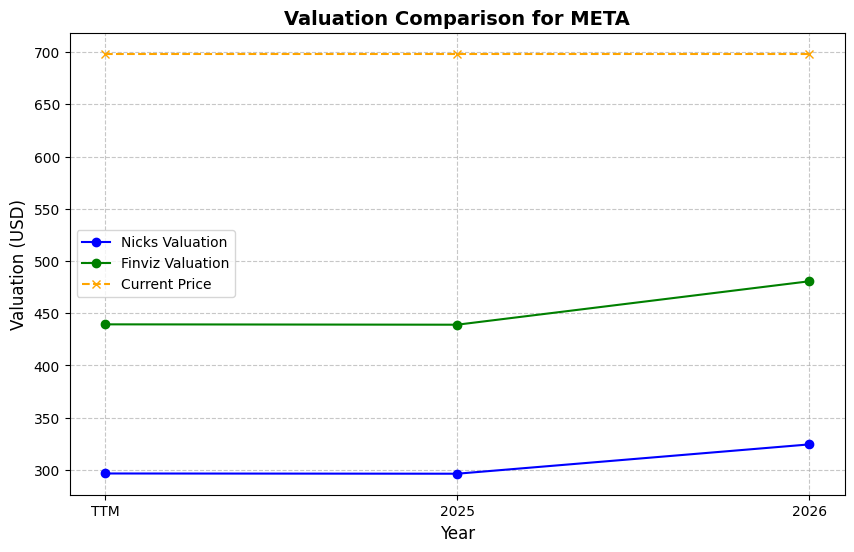 Valuation Comparison for META
Valuation (USD)
700
650
600
550
500
450
400
350
300
Nicks Valuation
Finviz Valuation
Current Price
TTM
2025
2026
Year